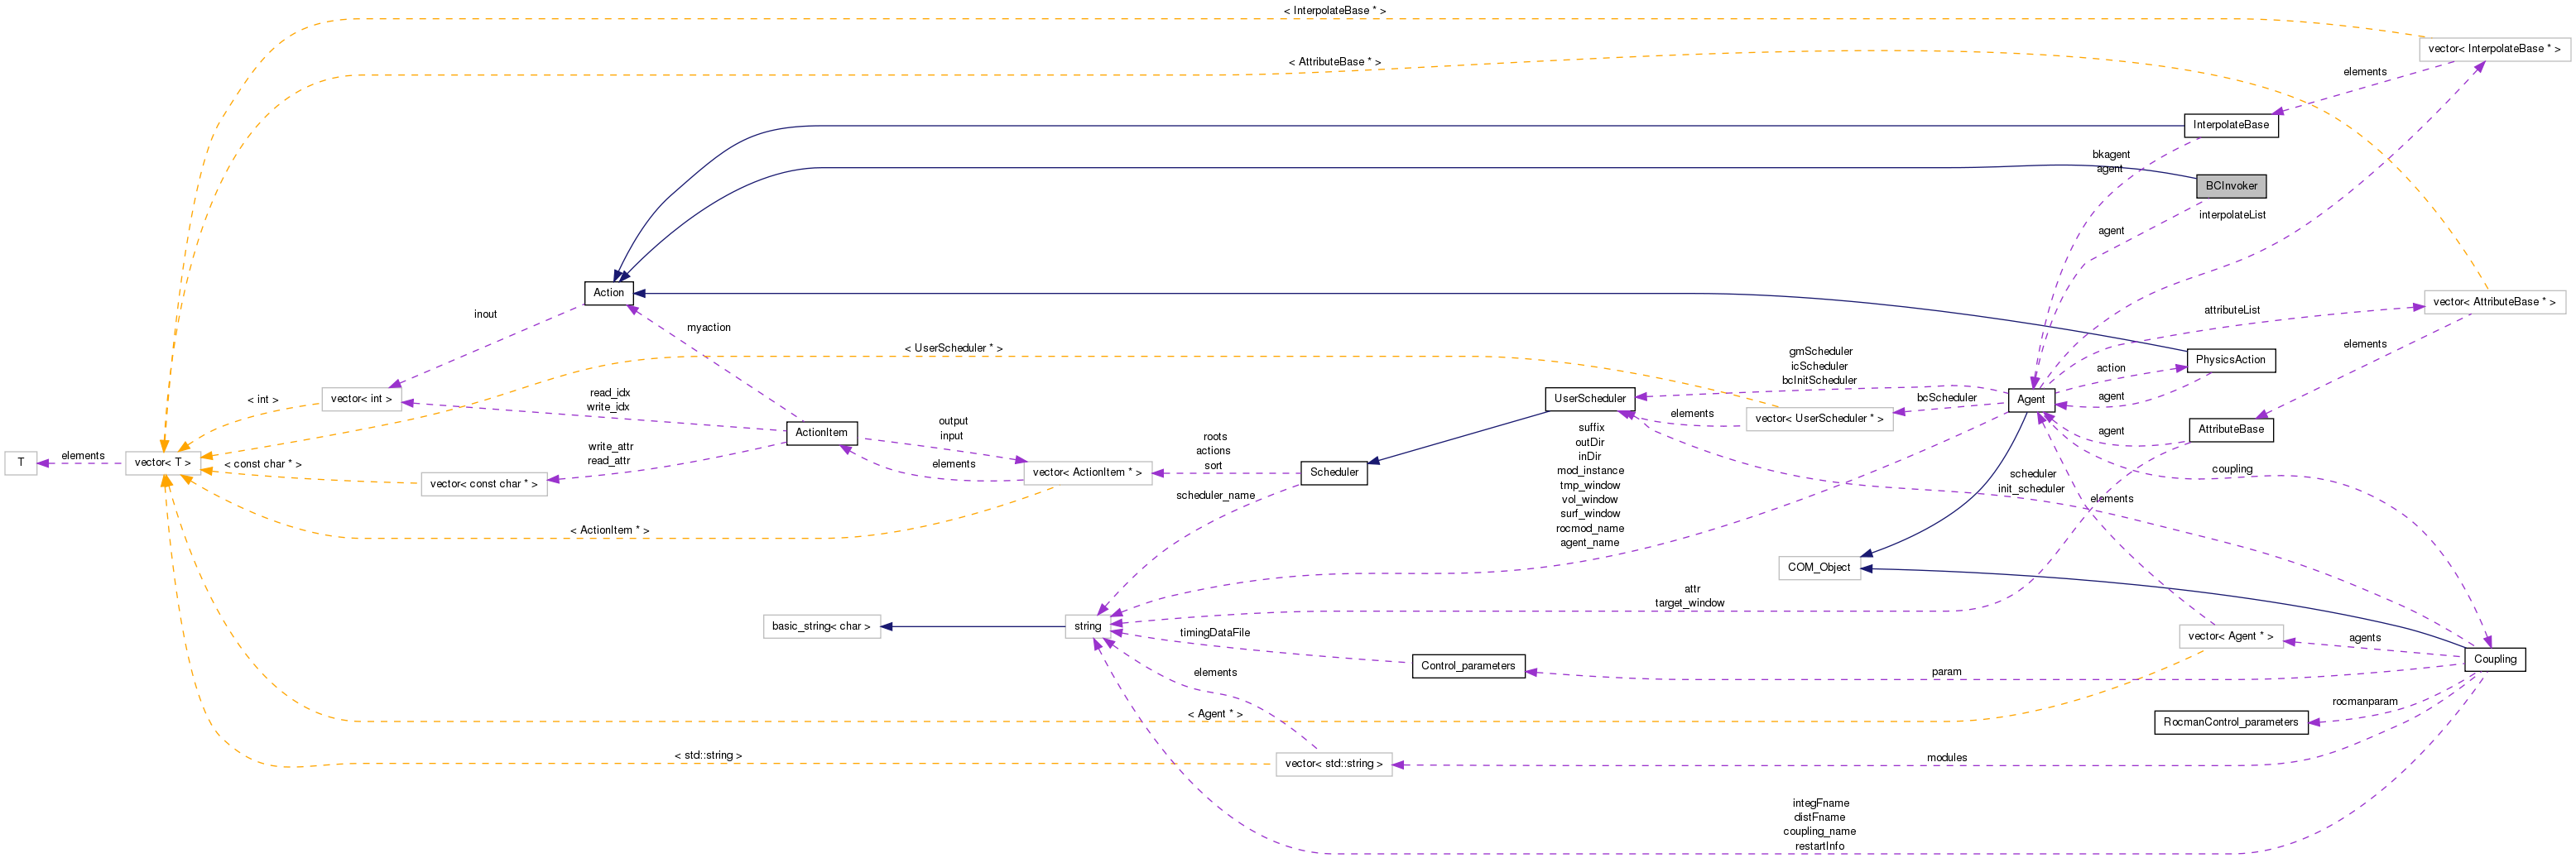 < InterpolateBase * >
vector< InterpolateBase * >
< AttributeBase * >
elements
InterpolateBase
bkagent
agent
BCInvoker
interpolateList
agent
Action
vector< AttributeBase * >
inout
attributeList
myaction
elements
< UserScheduler * >
gmScheduler
icScheduler
bcInitScheduler
PhysicsAction
action
agent
read_idx
write_idx
vector< int >
< int >
UserScheduler
Agent
bcScheduler
elements
vector< UserScheduler * >
output
input
ActionItem
AttributeBase
agent
suffix
outDir
inDir
mod_instance
tmp_window
vol_window
surf_window
rocmod_name
agent_name
roots
actions
sort
write_attr
read_attr
T
elements
vector< T >
< const char * >
elements
vector< ActionItem * >
Scheduler
coupling
scheduler
init_scheduler
vector< const char * >
scheduler_name
elements
< ActionItem * >
COM_Object
attr
target_window
basic_string< char >
string
timingDataFile
vector< Agent * >
agents
Control_parameters
Coupling
elements
param
rocmanparam
< Agent * >
RocmanControl_parameters
< std::string >
vector< std::string >
modules
integFname
distFname
coupling_name
restartInfo